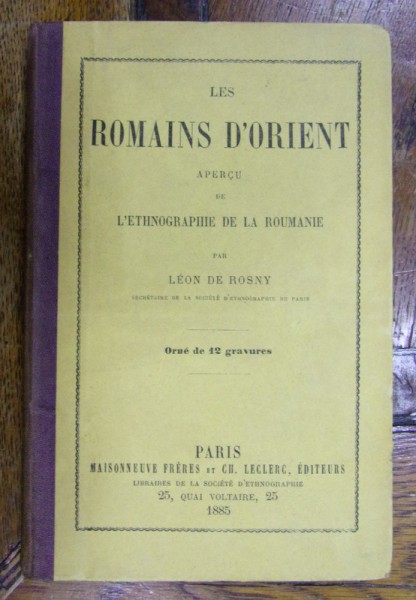 LES
ROMAINS D'ORIENT
APERÇU
DE
L'ETHNOGRAPHIE DE LA ROUMANIE
PAR
LÉON DE ROSNY
SECRÉTAIRE DE LA SOCIÉTÉ D'ETHNOGRAPHIE DE PARIS
Orné de 12 gravures
PARIS
MAISONNEUVE FRÈRES ET CH. LECLERC, ÉDITEURS
LIBRAIRES DE LA SOCIÉTÉ D'ETHNOGRAPHIE
25, QUAI VOLTAIRE, 25
1885